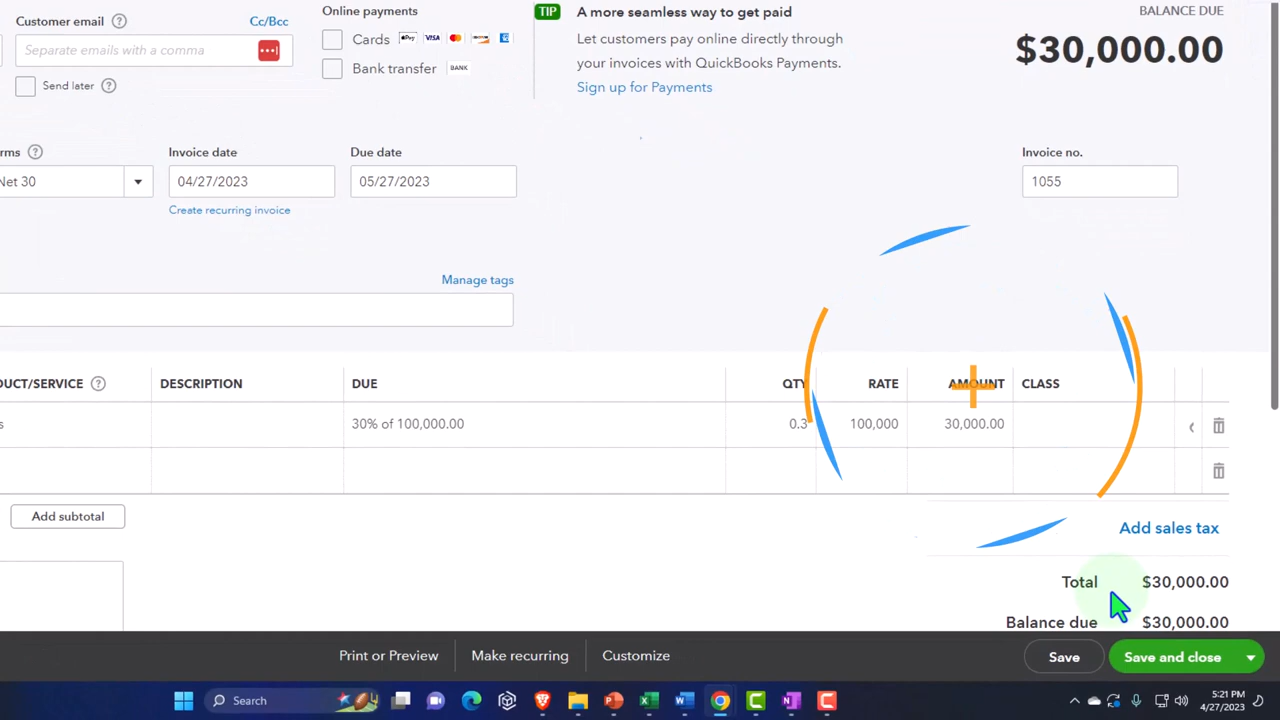 Customer email
Cc/Bcc
Online payments
TIP
A more seamless way to get paid
BALANCE DUE
Separate emails with a comma
Cards
Pay
VISA
Let customers pay online directly through
your invoices with QuickBooks Payments.
$30,000.00
Send later
Bank transfer
BANK
Sign up for Payments
rms
Invoice date
Due date
Invoice no.
Net 30
04/27/2023
05/27/2023
1055
Create recurring invoice
Manage tags
DUCT/SERVICE
DESCRIPTION
DUE
QTY
RATE
AMOUNT
CLASS
s
30% of 100,000.00
0.3
100,000
30,000.00
Add subtotal
Add sales tax
Total
$30,000.00
Balance due
$30,000.00
Print or Preview
Make recurring
Customize
Save
Save and close
Search
5:21 PM
4/27/2023